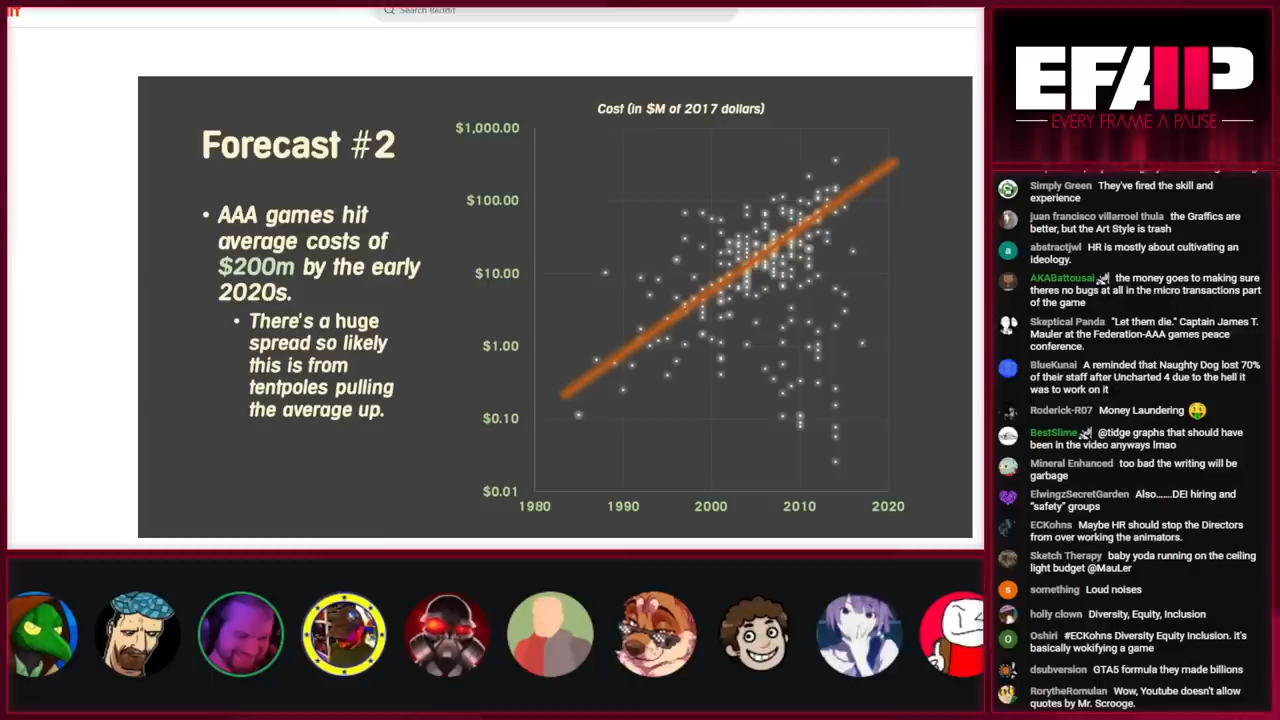 IT
Search Reddit
Forecast #2
• AAA games hit
average costs of
$200m by the early
2020s.
• There's a huge
spread so likely
this is from
tentpoles pulling
the average up.
Cost (in $M of 2017 dollars)
$1,000.00
$100.00
$10.00
$1.00
$0.10
$0.01
1980
1990
2000
2010
2020
EFAP
EVERY FRAME A PAUSE
Simply Green They've fired the skill and
experience
juan francisco villarroel thula the Graffics are
better, but the Art Style is trash
abstractjwl HR is mostly about cultivating an
ideology.
AKABattousai the money goes to making sure
theres no bugs at all in the micro transactions part
of the game
Skeptical Panda "Let them die." Captain James T.
Mauler at the Federation-AAA games peace
conference.
BlueKunai A reminded that Naughty Dog lost 70%
of their staff after Uncharted 4 due to the hell it
was to work on it
Roderick-R07 Money Laundering 🤑
BestSlime @tidge graphs that should have
been in the video anyways lmao
Mineral Enhanced too bad the writing will be
garbage
ElwingzSecretGarden Also.......DEI hiring and
"safety" groups
ECKohns Maybe HR should stop the Directors
from over working the animators.
Sketch Therapy baby yoda running on the ceiling
light budget @MauLer
something Loud noises
holly clown Diversity, Equity, Inclusion
Oshiri #ECKohns Diversity Equity Inclusion. it's
basically wokifying a game
dsubversion GTA5 formula they made billions
RorytheRomulan Wow, Youtube doesn't allow
quotes by Mr. Scrooge.